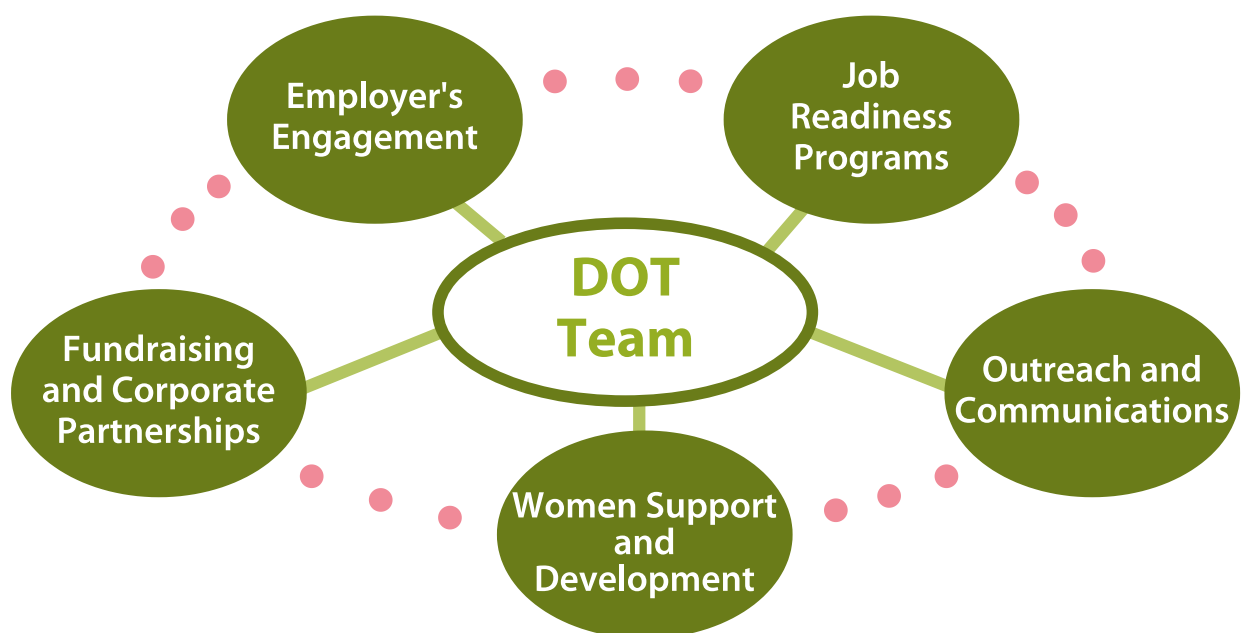 Employer's
Engagement
Job
Readiness
Programs
DOT
Team
Fundraising
and Corporate
Partnerships
Outreach and
Communications
Women Support
and
Development